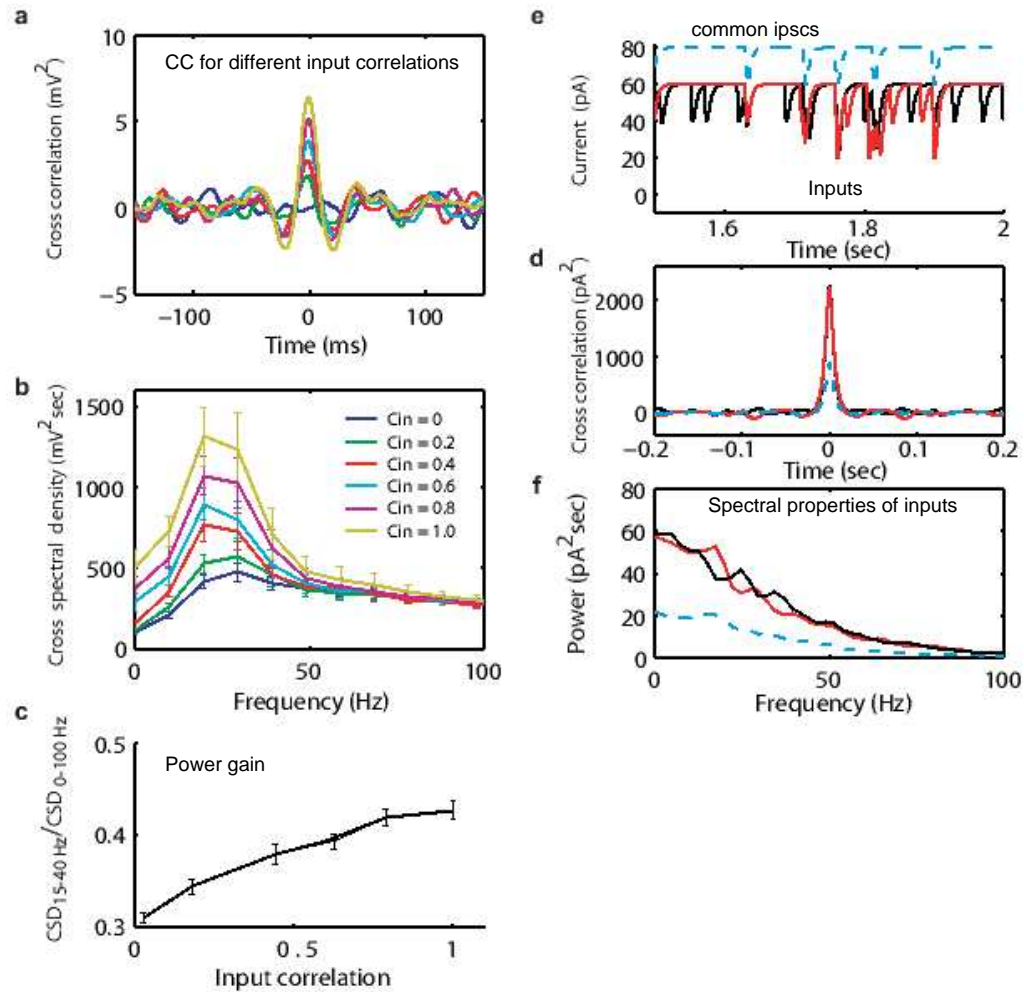 a
10
CC for different input correlations
5
0
−5
Cross correlation (mV2)
−100 0 100
Time (ms)
b
1500
1000
500
0
Cross spectral density (mV2sec)
Cin = 0
Cin = 0.2
Cin = 0.4
Cin = 0.6
Cin = 0.8
Cin = 1.0
0 50 100
Frequency (Hz)
c
0.5
Power gain
0.4
0.3
CSD15-40 Hz/CSD 0-100 Hz
0 0.5 1
Input correlation
e
common ipscs
80
60
40
20
0
Current (pA)
Inputs
1.6 1.8 2
Time (sec)
d
2000
1000
0
Cross correlation (pA2)
−0.2 −0.1 0 0.1 0.2
Time (sec)
f
80
Spectral properties of inputs
60
40
20
0
Power (pA2sec)
0 50 100
Frequency (Hz)